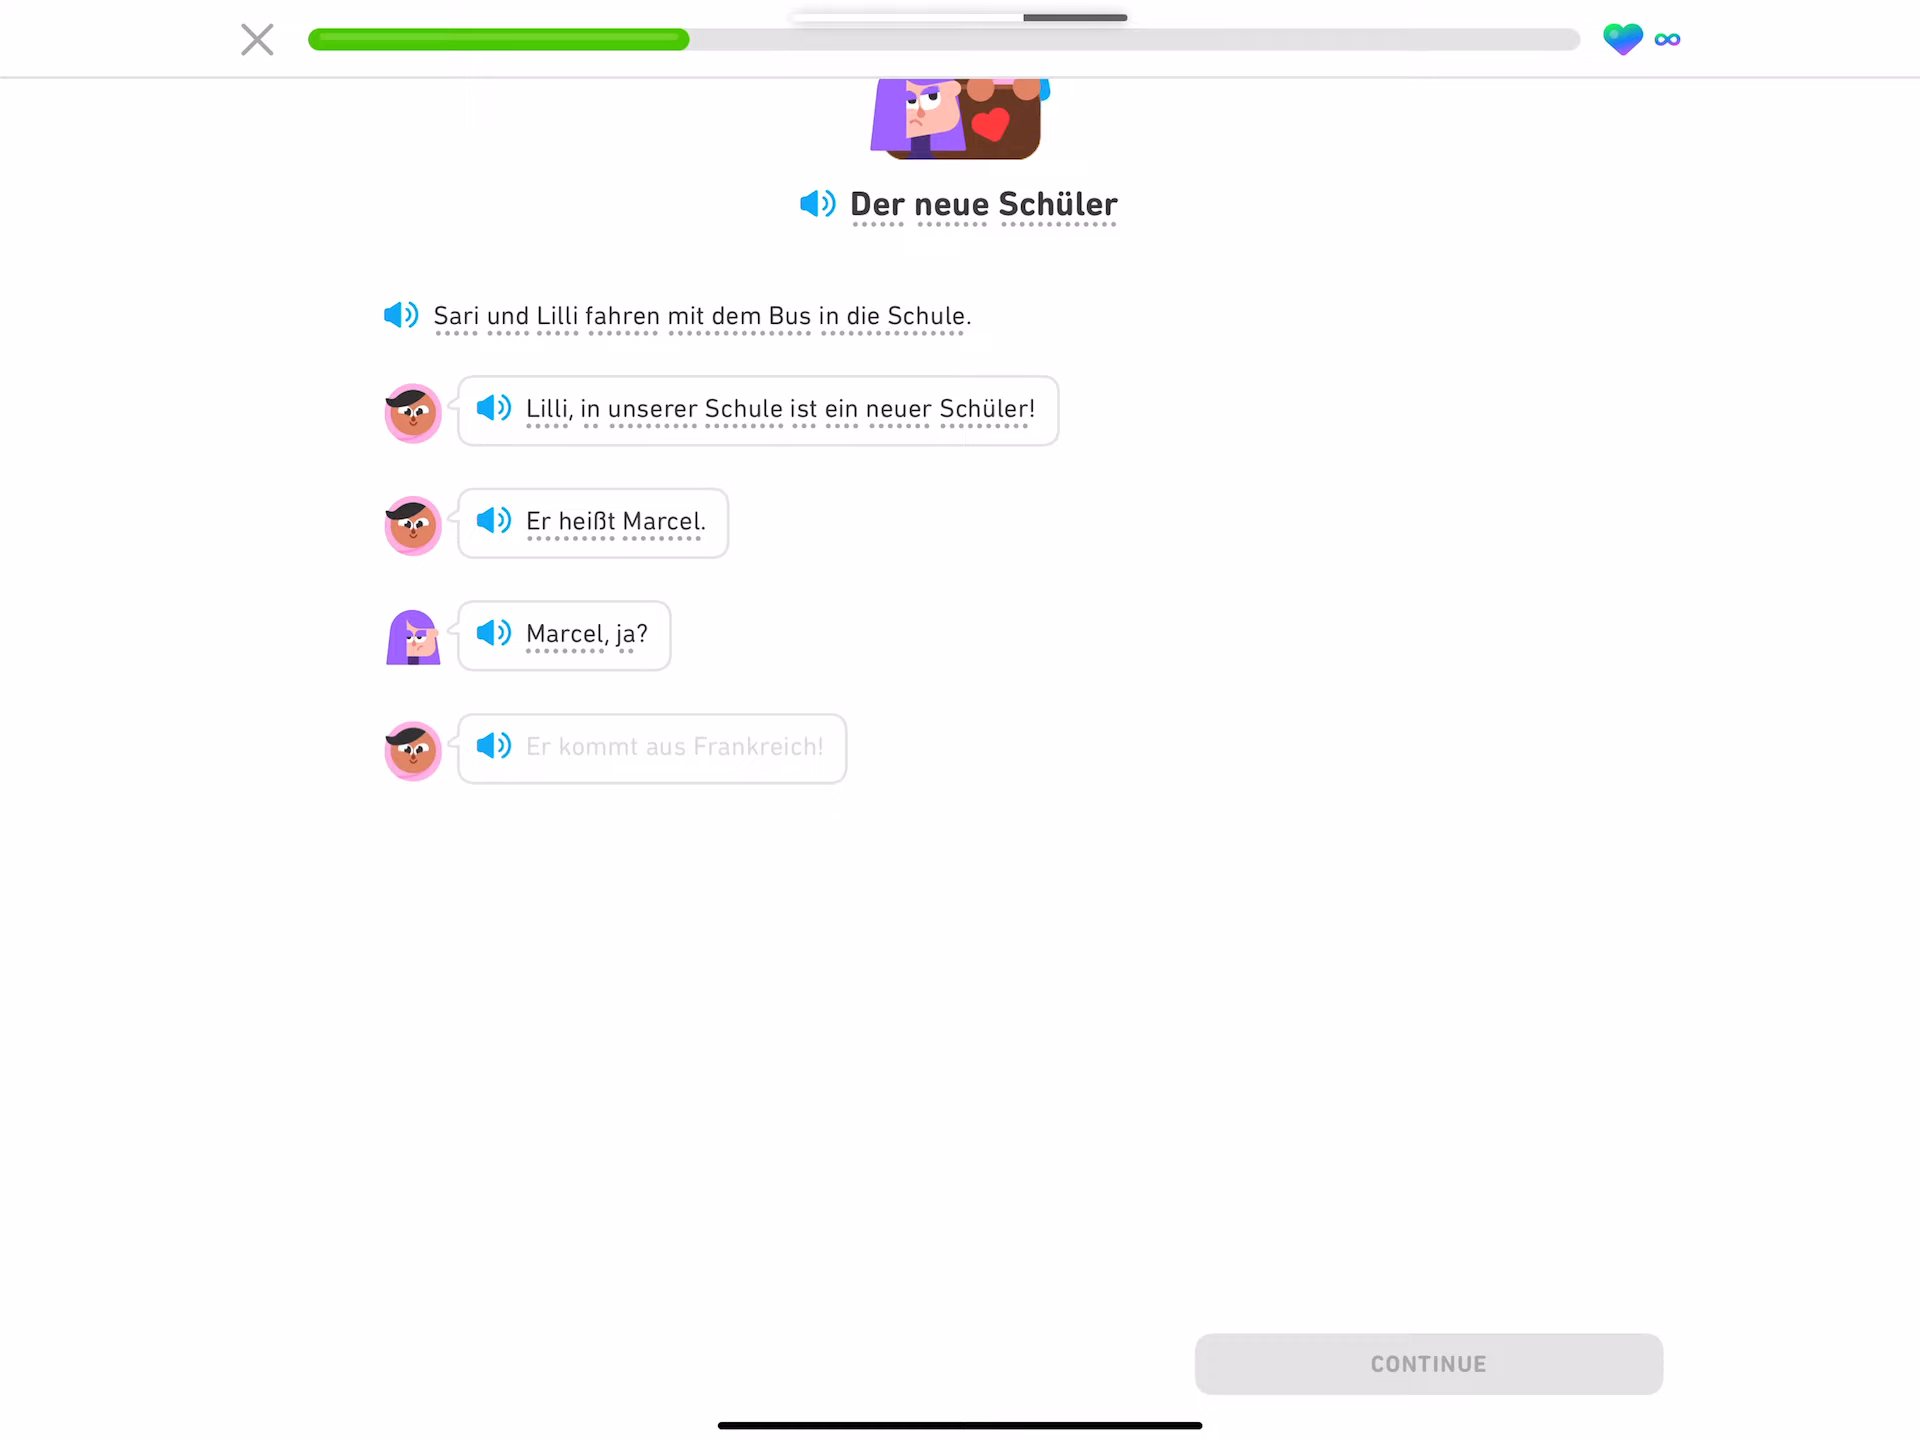 Der neue Schüler
Sari und Lilli fahren mit dem Bus in die Schule.
Lilli, in unserer Schule ist ein neuer Schüler!
Er heißt Marcel.
Marcel, ja?
Er kommt aus Frankreich!
CONTINUE